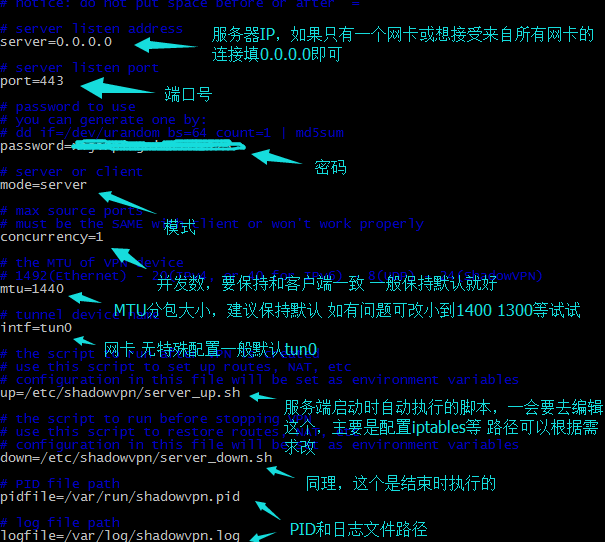 # notice: do not put space before or after =
# server listen address
server=0.0.0.0
服务器IP，如果只有一个网卡或想接受来自所有网卡的
连接填0.0.0.0即可
# server listen port
port=443
端口号
# password to use
# you can generate one by:
# dd if=/dev/urandom bs=64 count=1 | md5sum
password=
密码
# server or client
mode=server
模式
# max source ports
# must be the SAME with client or won't work properly
concurrency=1
并发数，要保持和客户端一致 一般保持默认就好
# the MTU of VPN device
# 1492(Ethernet)
mtu=1440
MTU分包大小，建议保持默认 如有问题可改小到1400 1300等试试
# tunnel device
intf=tun0
网卡 无特殊配置一般默认tun0
# the script to run
# use this script to set up routes, NAT, etc
# configuration in this file will be set as environment variables
up=/etc/shadowvpn/server_up.sh
服务端启动时自动执行的脚本，一会要去编辑
这个，主要是配置iptables等 路径可以根据需
求改
# the script to run before stopping
# use this script to restore routes
# configuration in this file will be set as environment variables
down=/etc/shadowvpn/server_down.sh
同理，这个是结束时执行的
# PID file path
pidfile=/var/run/shadowvpn.pid
PID和日志文件路径
# log file path
logfile=/var/log/shadowvpn.log